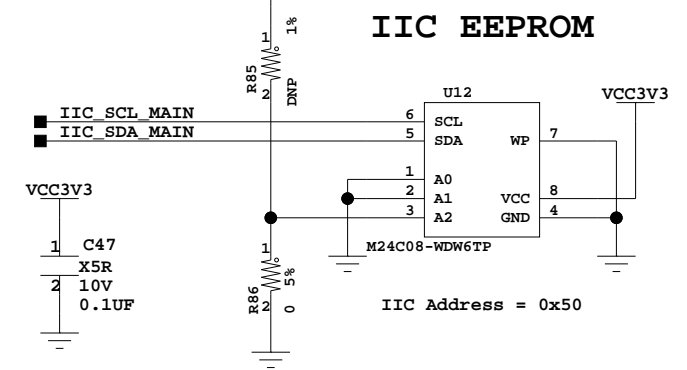 IIC EEPROM
1
1%
R85
2
DNP
U12
VCC3V3
IIC_SCL_MAIN
6
SCL
IIC_SDA_MAIN
5
SDA
WP
7
1
A0
2
A1
VCC
8
3
A2
GND
4
M24C08-WDW6TP
VCC3V3
1
C47
X5R
2
10V
0.1UF
1
5%
R86
2
0
IIC Address = 0x50